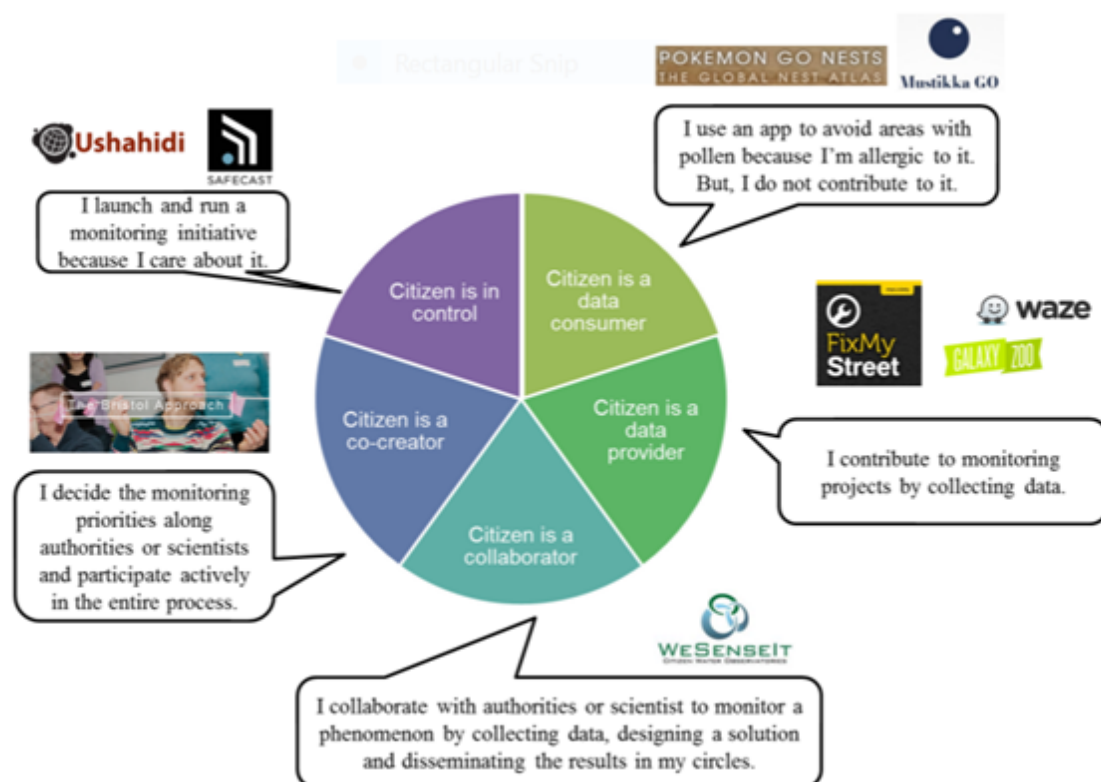 Rectangular Snip
POKEMON GO NESTS
THE GLOBAL NEST ATLAS
Mustikka GO
Ushahidi
SAFECAST
I use an app to avoid areas with
pollen because I'm allergic to it.
But, I do not contribute to it.
I launch and run a
monitoring initiative
because I care about it.
Citizen is in
control
Citizen is a
data
consumer
FixMy
Street
waze
GALAXY ZOO
The Bristol Approach
Citizen is a
co-creator
Citizen is a
data
provider
I contribute to monitoring
projects by collecting data.
I decide the monitoring
priorities along
authorities or scientists
and participate actively
in the entire process.
Citizen is a
collaborator
WESENSEIT
CITIZEN WATER OBSERVATORIES
I collaborate with authorities or scientist to monitor a
phenomenon by collecting data, designing a solution
and disseminating the results in my circles.